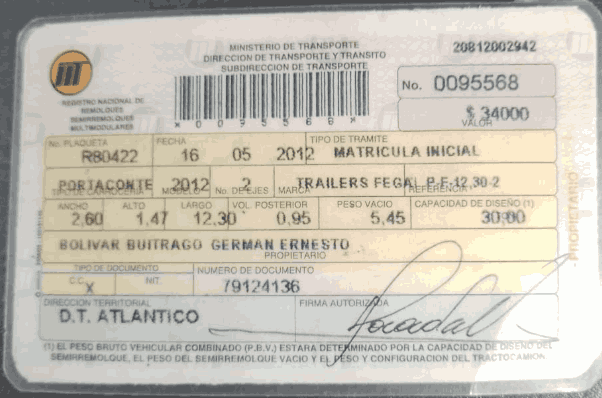 MINISTERIO DE TRANSPORTE
DIRECCION DE TRANSPORTE Y TRANSITO
SUBDIRECCION DE TRANSPORTE
20812002942
REGISTRO NACIONAL DE
REMOLQUES
SEMIRREMOLQUES
MULTIMODULARES
No. 0095568
$ 34000
VALOR
No. PLAQUETA FECHA TIPO DE TRAMITE
R80422 16 05 2012 MATRICULA INICIAL
PORTACONTE 2012 2 TRAILERS FEGAL P-F-12,30-2
MODELO No. DE EJES MARCA REFERENCIA
ANCHO ALTO LARGO VOL. POSTERIOR PESO VACIO CAPACIDAD DE DISEÑO (1)
2,60 1,47 12,30 0,95 5,45 30,00
BOLIVAR BUITRAGO GERMAN ERNESTO
PROPIETARIO
TIPO DE DOCUMENTO NUMERO DE DOCUMENTO
C.C. X NIT. 79124136
DIRECCION TERRITORIAL FIRMA AUTORIZADA
D.T. ATLANTICO
(1) EL PESO BRUTO VEHICULAR COMBINADO (P.B.V.) ESTARA DETERMINADO POR LA CAPACIDAD DE DISEÑO DEL
SEMIRREMOLQUE, EL PESO DEL SEMIRREMOLQUE VACIO Y EL PESO Y CONFIGURACION DEL TRACTOCAMION
PROPIETARIO